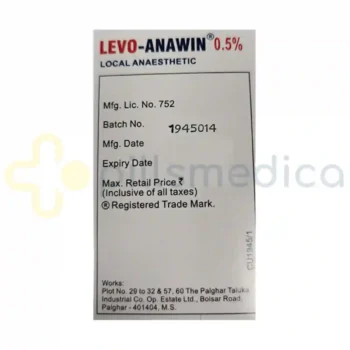 LEVO-ANAWIN® 0.5%
LOCAL ANAESTHETIC
Mfg. Lic. No. 752
Batch No. 1945014
Mfg. Date
Expiry Date
Max. Retail Price ₹
(Inclusive of all taxes)
® Registered Trade Mark.
pillsmedica
CU1945/1
Works:
Plot No. 29 to 32 & 57, 60 The Palghar Taluka
Industrial Co. Op. Estate Ltd., Boisar Road,
Palghar - 401404, M.S.